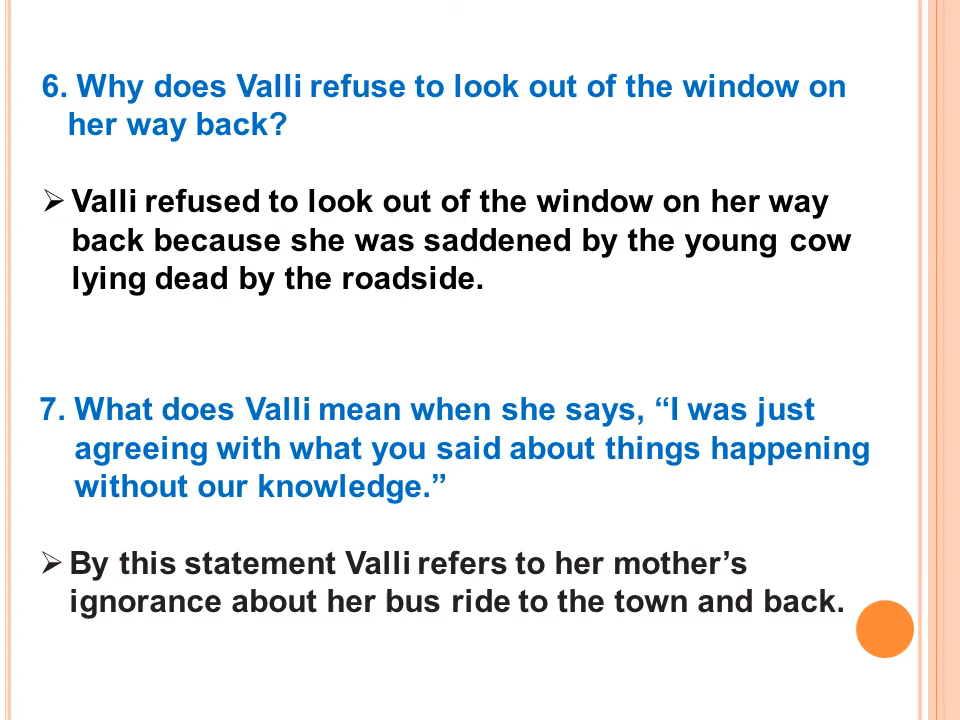 6. Why does Valli refuse to look out of the window on
her way back?
➢ Valli refused to look out of the window on her way
back because she was saddened by the young cow
lying dead by the roadside.
7. What does Valli mean when she says, “I was just
agreeing with what you said about things happening
without our knowledge.”
➢ By this statement Valli refers to her mother’s
ignorance about her bus ride to the town and back.